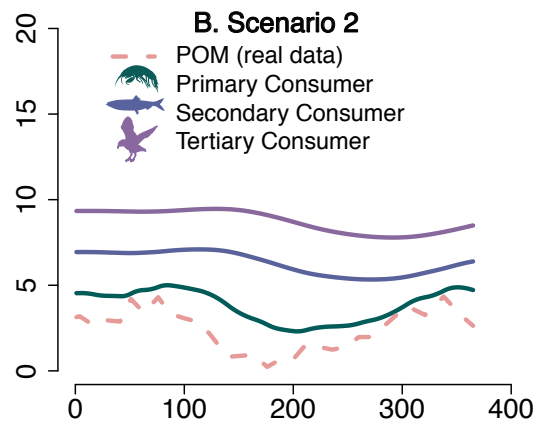 B. Scenario 2
POM (real data)
Primary Consumer
Secondary Consumer
Tertiary Consumer
20
15
10
5
0
0 100 200 300 400